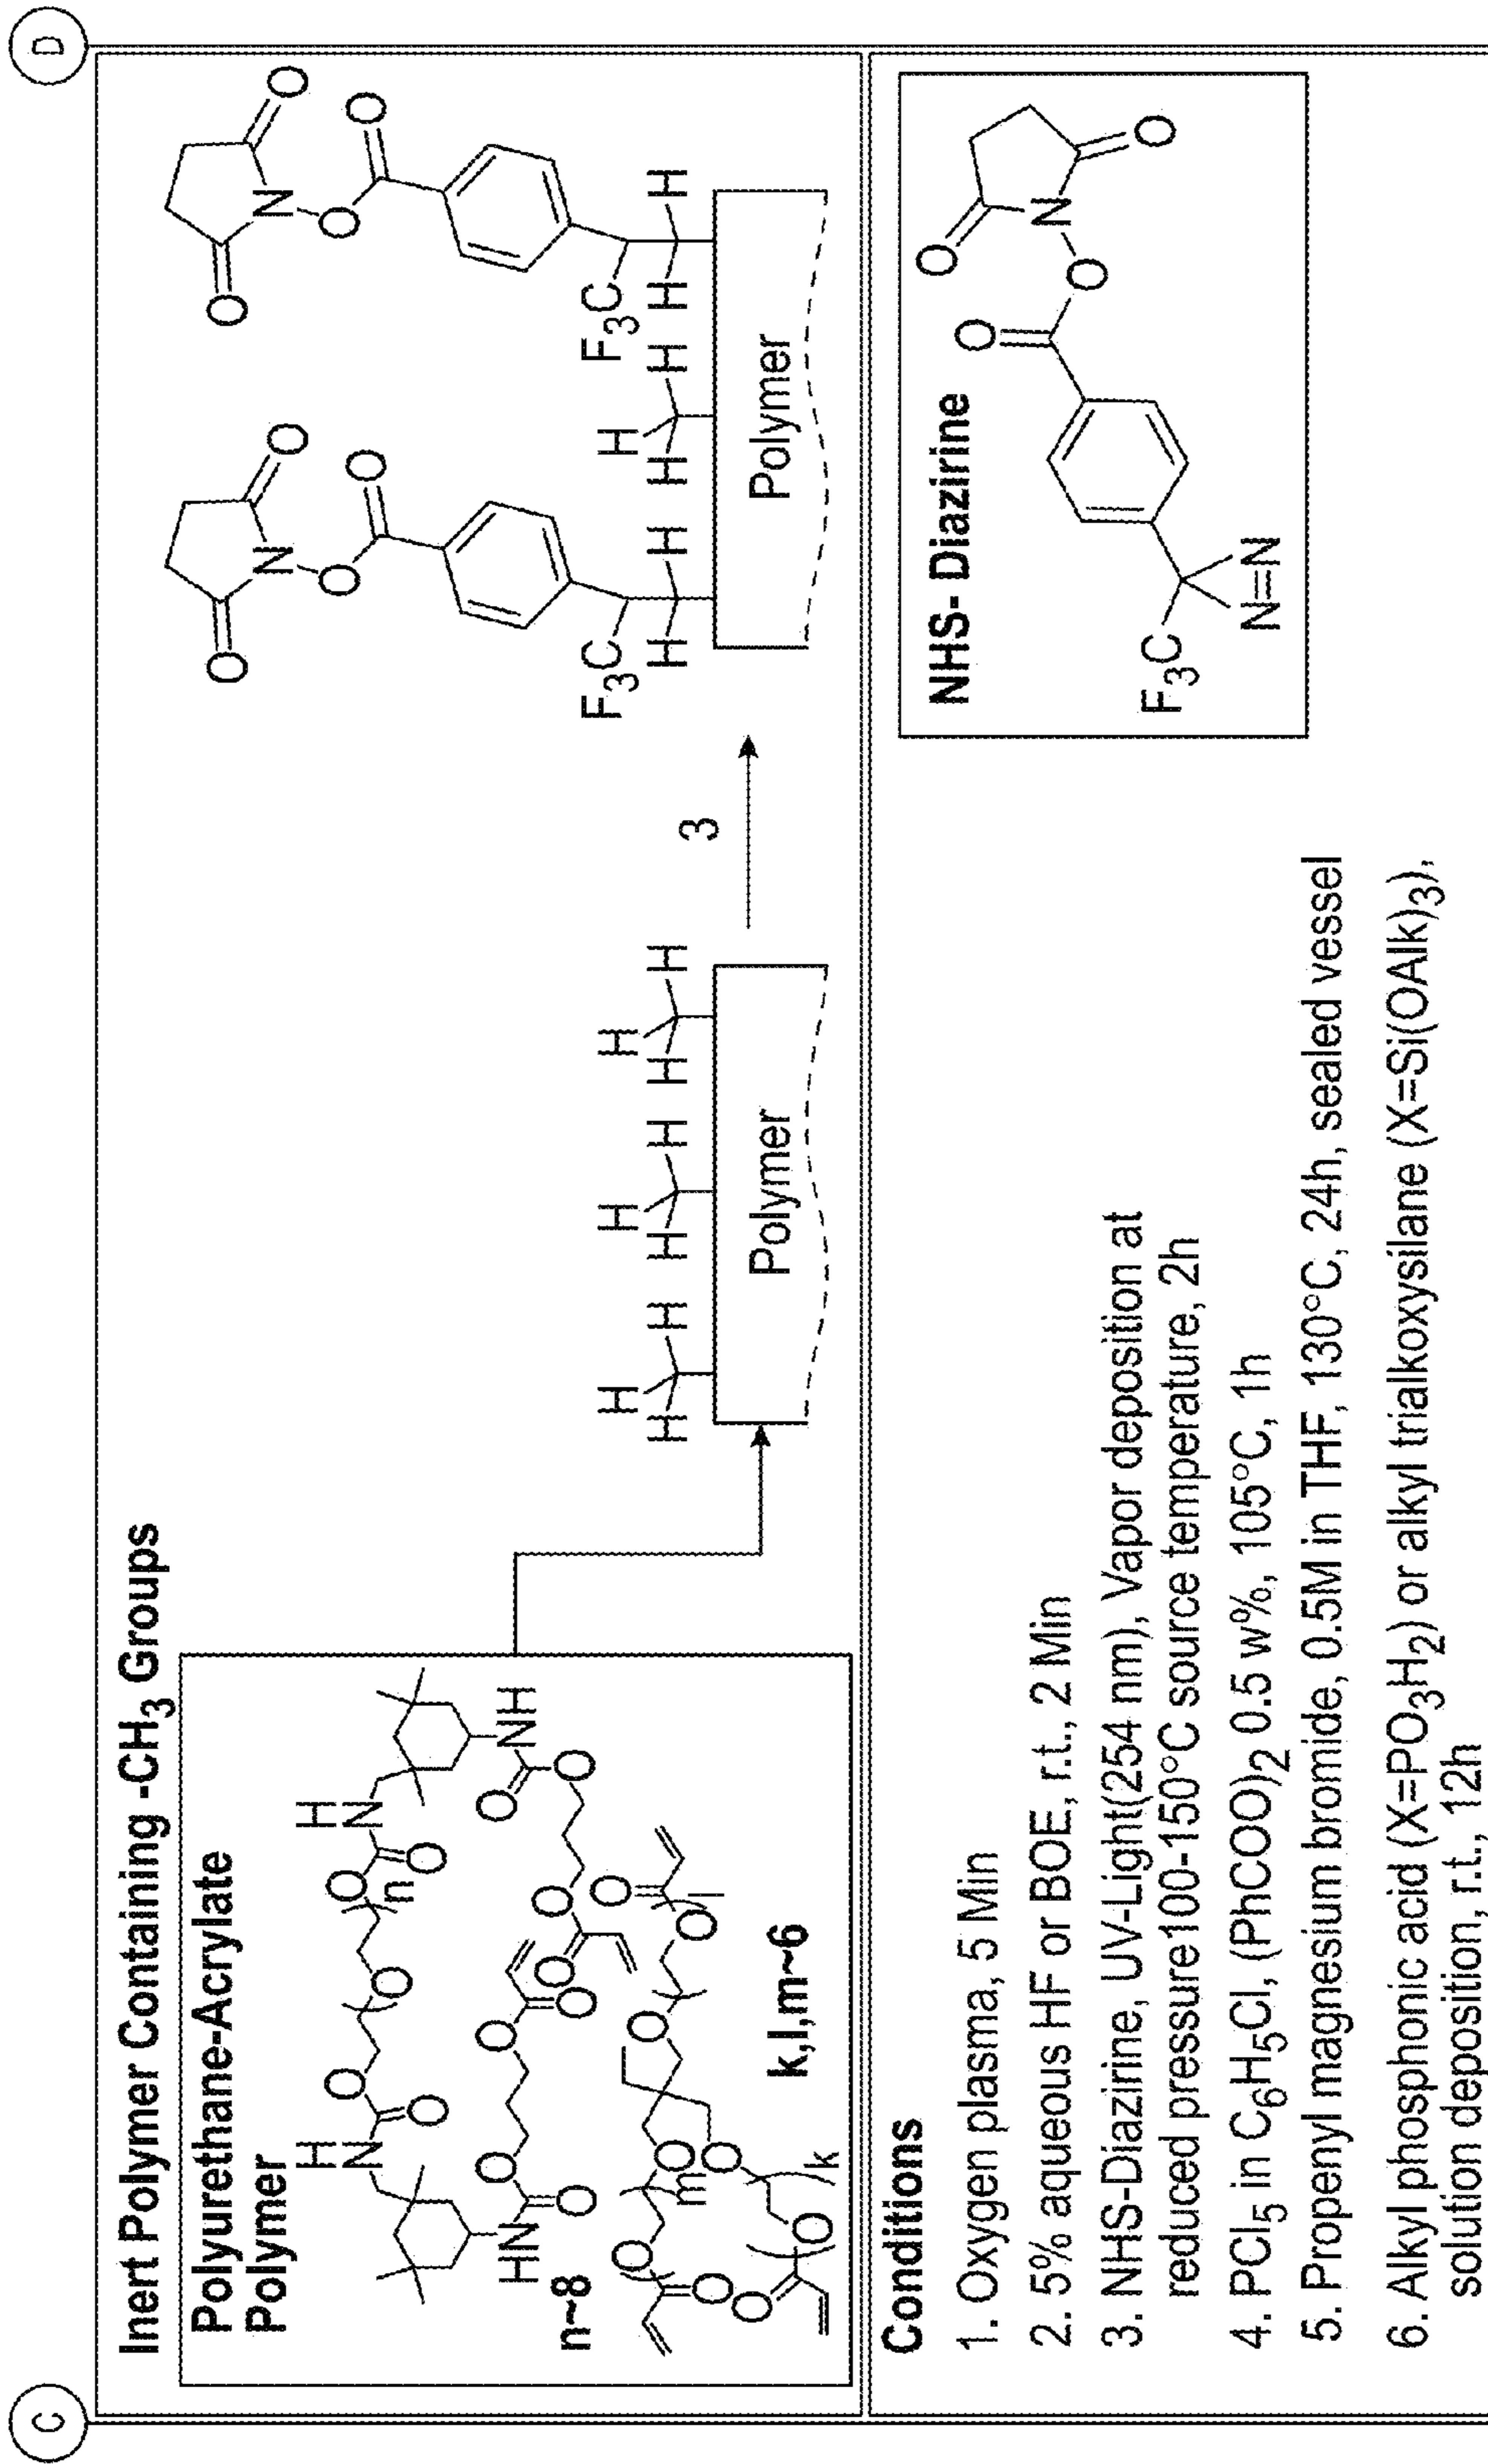 C
D
Inert Polymer Containing -CH3 Groups
Polyurethane-Acrylate
Polymer
H
N
O
O
n
O
O
O
H
N
NH
O
O
O
O
O
O
O
O
HN
O
O
n~8
O
O
l
O
O
O
m
O
O
O
k
O
O
k,l,m~6
H H H H H H H H H
Polymer
3
O
N
O
O
O
F3C
H H
H H H
O
N
O
O
O
F3C
H H
Polymer
Conditions
1. Oxygen plasma, 5 Min
2. 5% aqueous HF or BOE, r.t., 2 Min
3. NHS-Diazirine, UV-Light(254 nm), Vapor deposition at
reduced pressure100-150°C source temperature, 2h
4. PCl5 in C6H5Cl, (PhCOO)2 0.5 w%, 105°C, 1h
5. Propenyl magnesium bromide, 0.5M in THF, 130°C, 24h, sealed vessel
6. Alkyl phosphonic acid (X=PO3H2) or alkyl trialkoxysilane (X=Si(OAlk)3),
solution deposition, r.t., 12h
NHS- Diazirine
F3C
N=N
O
O
N
O
O